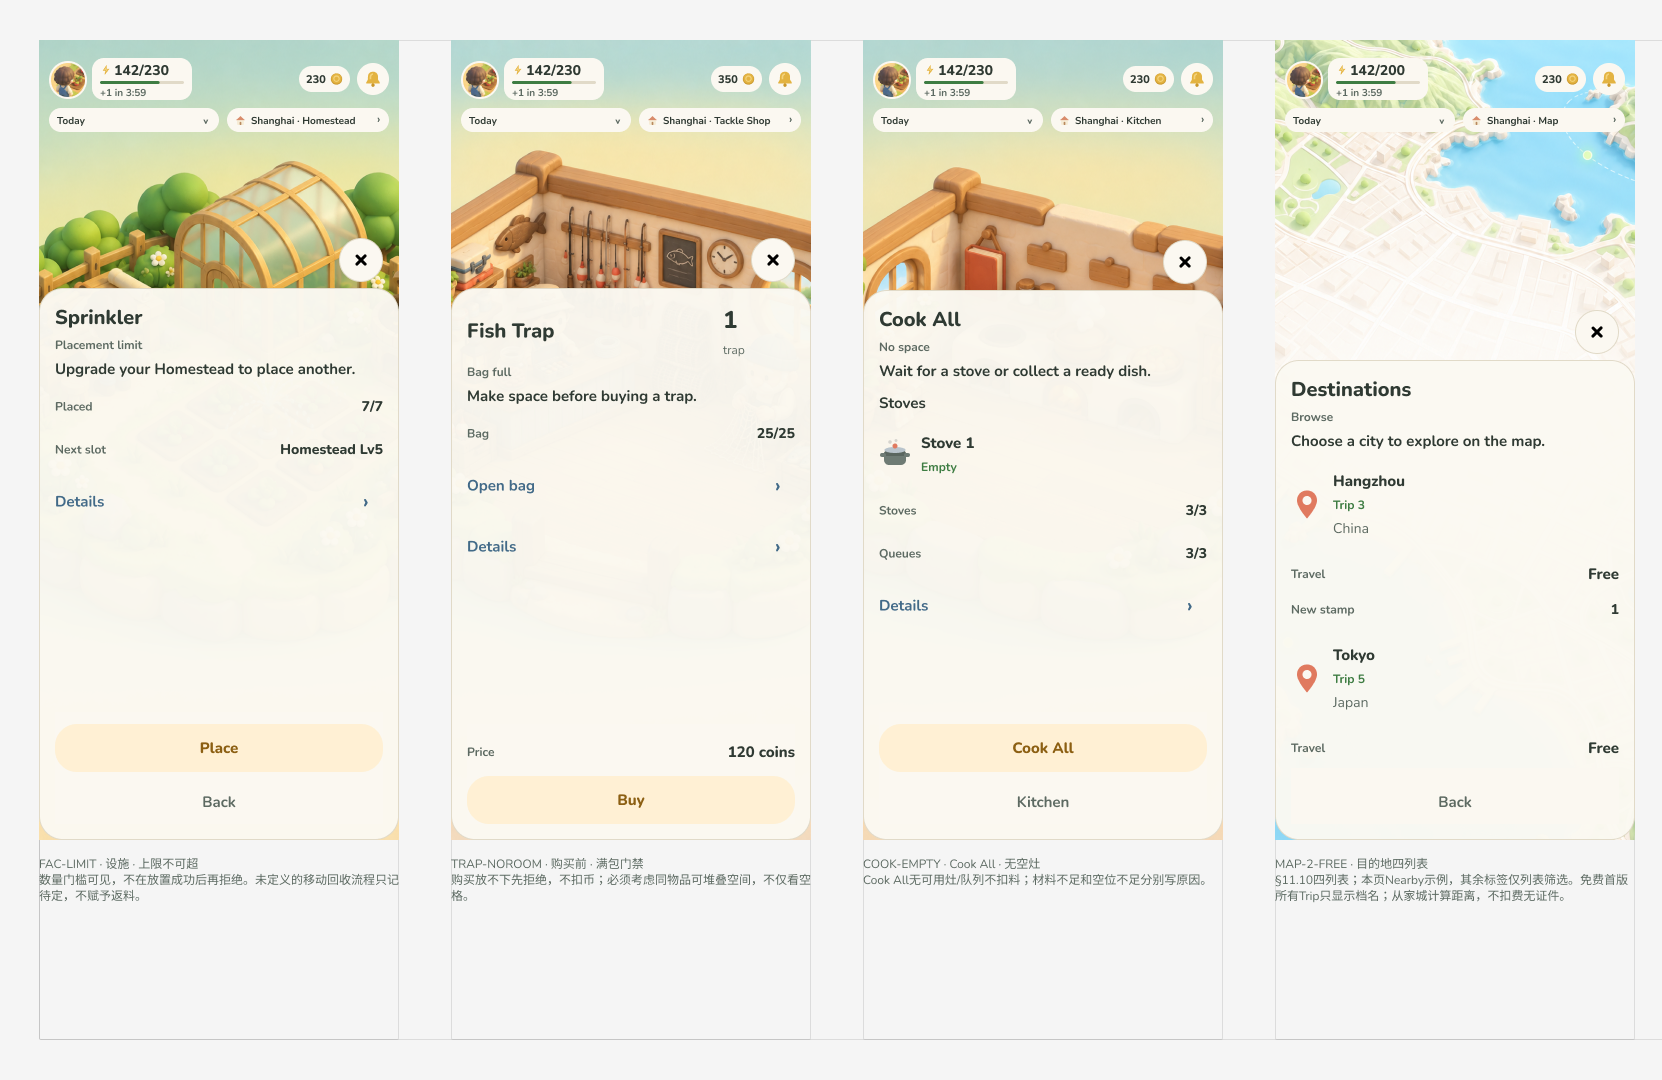 142/230
+1 in 3:59
230
Today
Shanghai · Homestead
Sprinkler
Placement limit
Upgrade your Homestead to place another.
Placed 7/7
Next slot Homestead Lv5
Details
Place
Back
FAC-LIMIT · 设施 · 上限不可超
数量门槛可见，不在放置成功后再拒绝。未定义的移动回收流程只记
待定，不赋予返料。
142/230
+1 in 3:59
350
Today
Shanghai · Tackle Shop
Fish Trap
1
trap
Bag full
Make space before buying a trap.
Bag 25/25
Open bag
Details
Price 120 coins
Buy
TRAP-NOROOM · 购买前 · 满包门禁
购买放不下先拒绝，不扣币；必须考虑同物品可堆叠空间，不仅看空
格。
142/230
+1 in 3:59
230
Today
Shanghai · Kitchen
Cook All
No space
Wait for a stove or collect a ready dish.
Stoves
Stove 1
Empty
Stoves 3/3
Queues 3/3
Details
Cook All
Kitchen
COOK-EMPTY · Cook All · 无空灶
Cook All无可用灶/队列不扣料；材料不足和空位不足分别写原因。
142/200
+1 in 3:59
230
Today
Shanghai · Map
Destinations
Browse
Choose a city to explore on the map.
Hangzhou
Trip 3
China
Travel Free
New stamp 1
Tokyo
Trip 5
Japan
Travel Free
Back
MAP-2-FREE · 目的地四列表
§11.10四列表；本页Nearby示例，其余标签仅列表筛选。免费首版
所有Trip只显示档名；从家城计算距离，不扣费无证件。